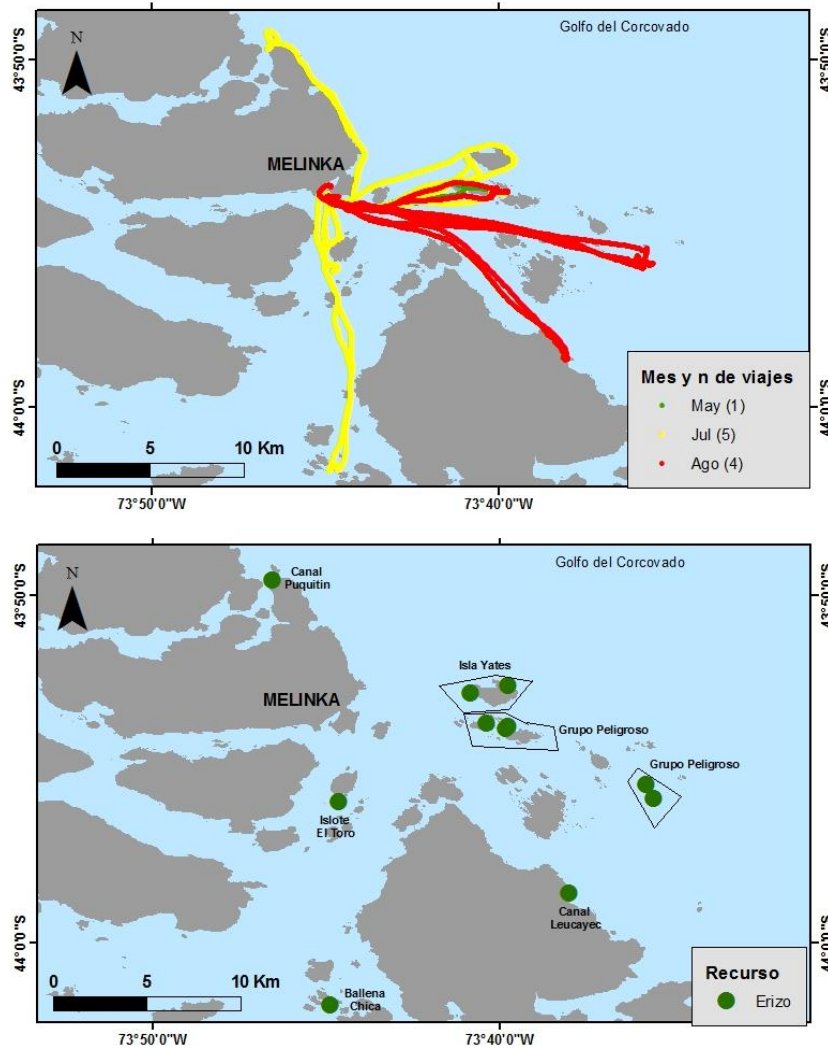 Golfo del Corcovado
N
43°50'0"S
43°50'0"S
MELINKA
44°0'0"S
44°0'0"S
Mes y n de viajes
May (1)
Jul (5)
Ago (4)
0 5 10 Km
73°50'0"W
73°40'0"W
Golfo del Corcovado
N
Canal
Puquitin
43°50'0"S
43°50'0"S
Isla Yates
MELINKA
Grupo Peligroso
Grupo Peligroso
Islote
El Toro
Canal
Leucayec
44°0'0"S
44°0'0"S
Recurso
Erizo
Ballena
Chica
0 5 10 Km
73°50'0"W
73°40'0"W